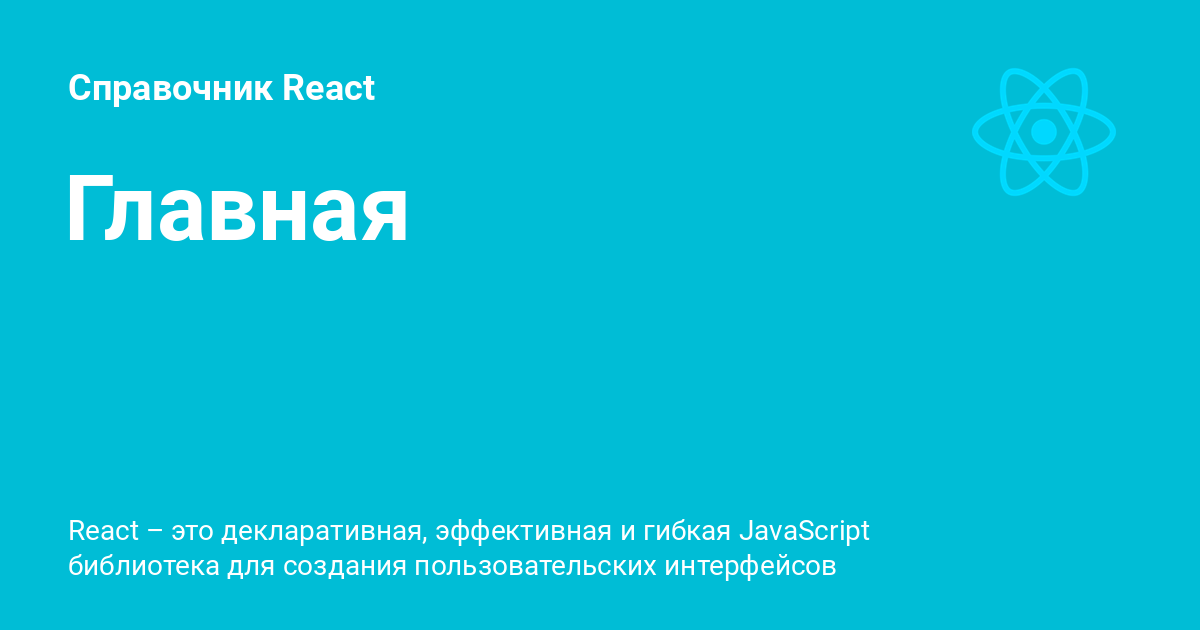 Справочник React
Главная
React – это декларативная, эффективная и гибкая JavaScript
библиотека для создания пользовательских интерфейсов